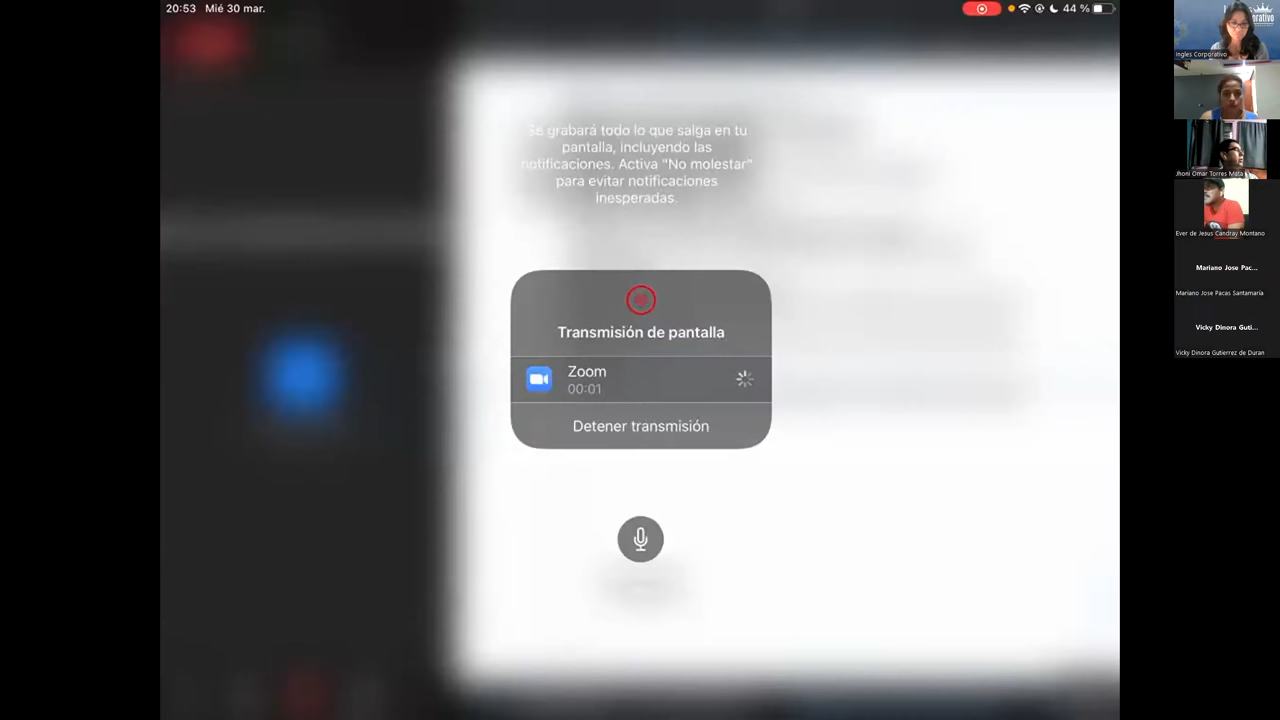 20:53 Mié 30 mar.
44 %
Se grabará todo lo que salga en tu
pantalla, incluyendo las
notificaciones. Activa "No molestar"
para evitar notificaciones
inesperadas.
Transmisión de pantalla
Zoom
00:01
Detener transmisión
Ingles Corporativo
Jhoni Omar Torres Mata
Ever de Jesus Candray Montano
Mariano Jose Pac...
Mariano Jose Pacas Santamaría
Vicky Dinora Guti...
Vicky Dinora Gutierrez de Duran